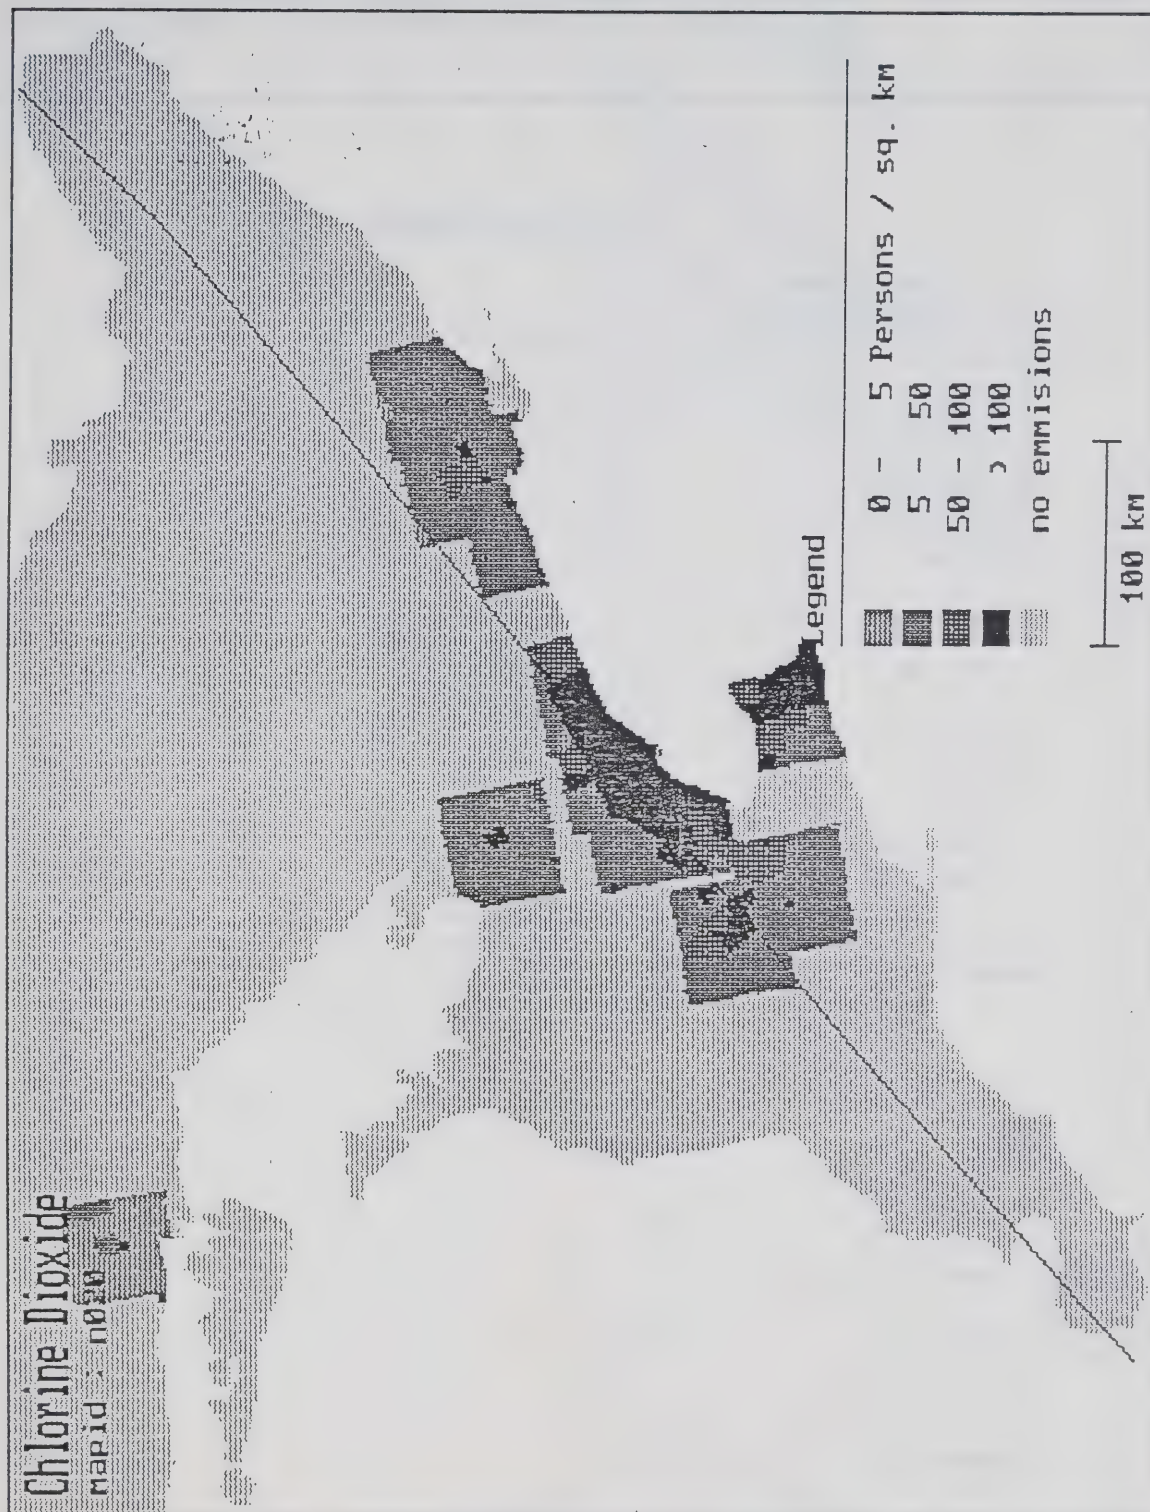 Chlorine Dioxide
mapid : n020
Legend
0 - 5 Persons / sq. km
5 - 50
50 - 100
> 100
no emmisions
100 km